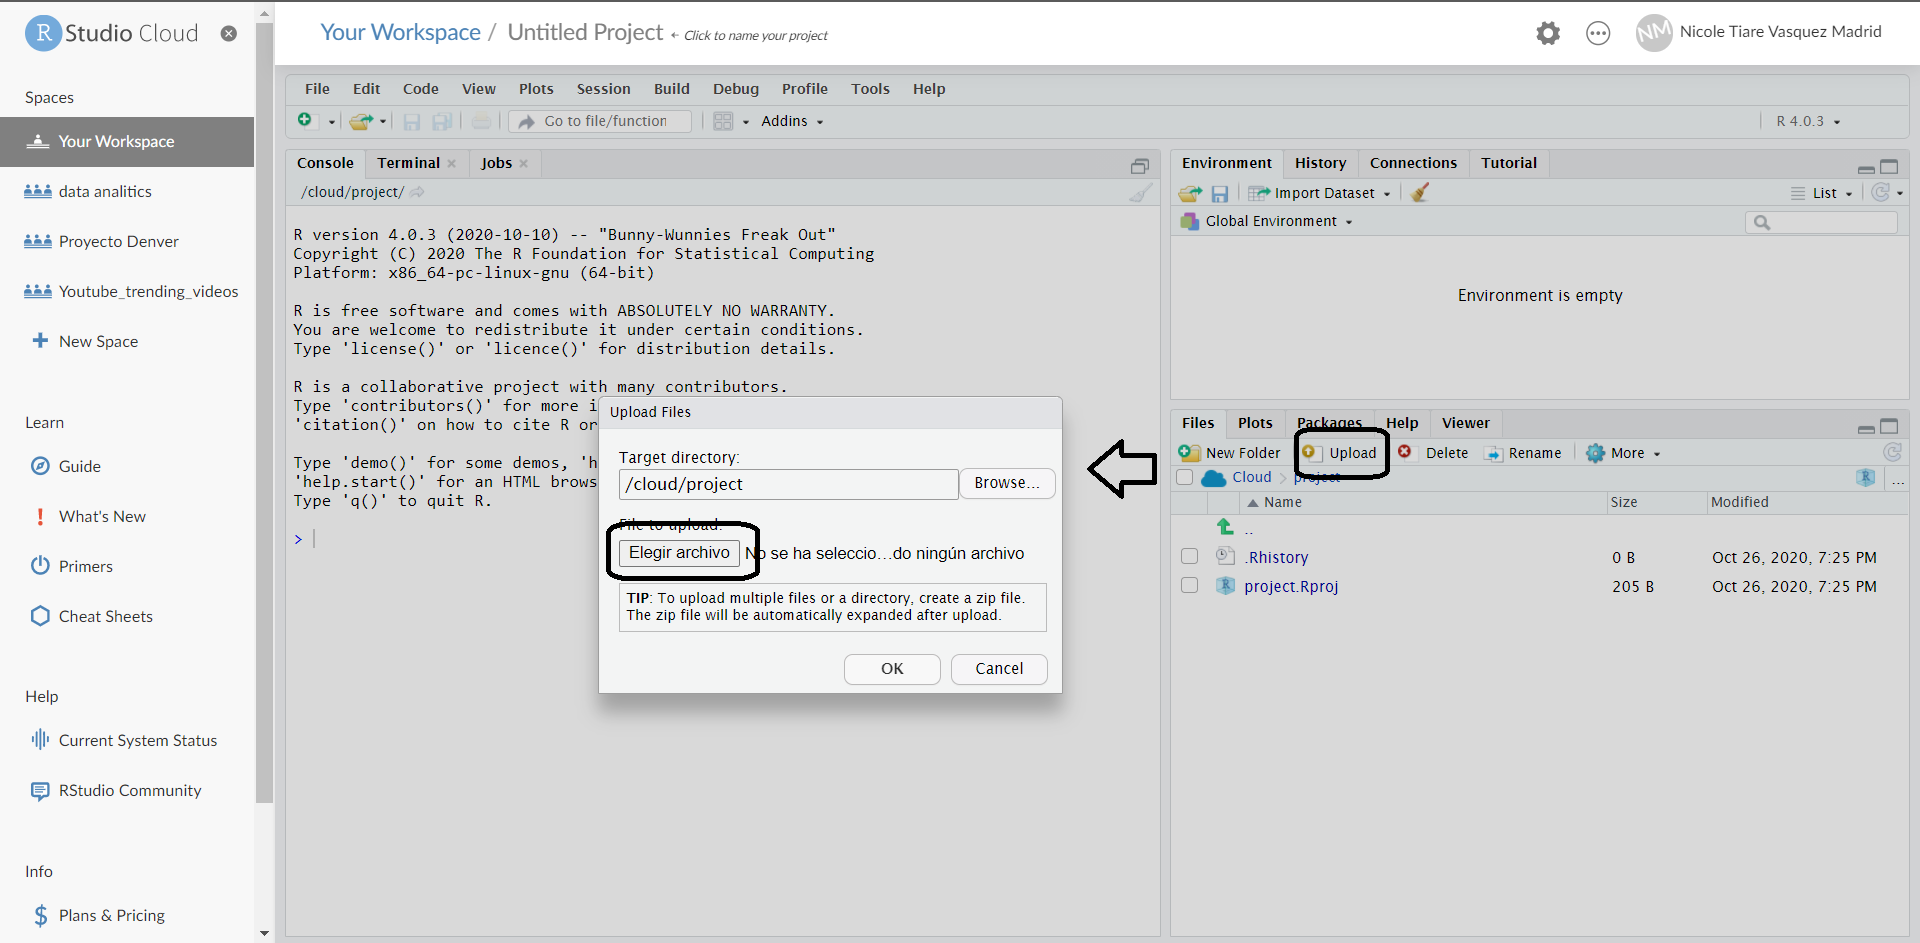 R Studio Cloud
Spaces
Your Workspace
data analitics
Proyecto Denver
Youtube_trending_videos
New Space
Learn
Guide
What's New
Primers
Cheat Sheets
Help
Current System Status
RStudio Community
Info
Plans & Pricing
Your Workspace / Untitled Project ← Click to name your project
NM Nicole Tiare Vasquez Madrid
File Edit Code View Plots Session Build Debug Profile Tools Help
Go to file/function Addins R 4.0.3
Console Terminal Jobs
/cloud/project/
R version 4.0.3 (2020-10-10) -- "Bunny-Wunnies Freak Out"
Copyright (C) 2020 The R Foundation for Statistical Computing
Platform: x86_64-pc-linux-gnu (64-bit)
R is free software and comes with ABSOLUTELY NO WARRANTY.
You are welcome to redistribute it under certain conditions.
Type 'license()' or 'licence()' for distribution details.
R is a collaborative project with many contributors.
Type 'contributors()' for more i
'citation()' on how to cite R or
Type 'demo()' for some demos, 'h
'help.start()' for an HTML brows
Type 'q()' to quit R.
>
Upload Files
Target directory:
/cloud/project Browse...
File to upload:
Elegir archivo No se ha seleccio...do ningún archivo
TIP: To upload multiple files or a directory, create a zip file.
The zip file will be automatically expanded after upload.
OK Cancel
Environment History Connections Tutorial
Import Dataset List
Global Environment
Environment is empty
Files Plots Packages Help Viewer
New Folder Upload Delete Rename More
Cloud project R ...
Name Size Modified
..
.Rhistory 0 B Oct 26, 2020, 7:25 PM
project.Rproj 205 B Oct 26, 2020, 7:25 PM